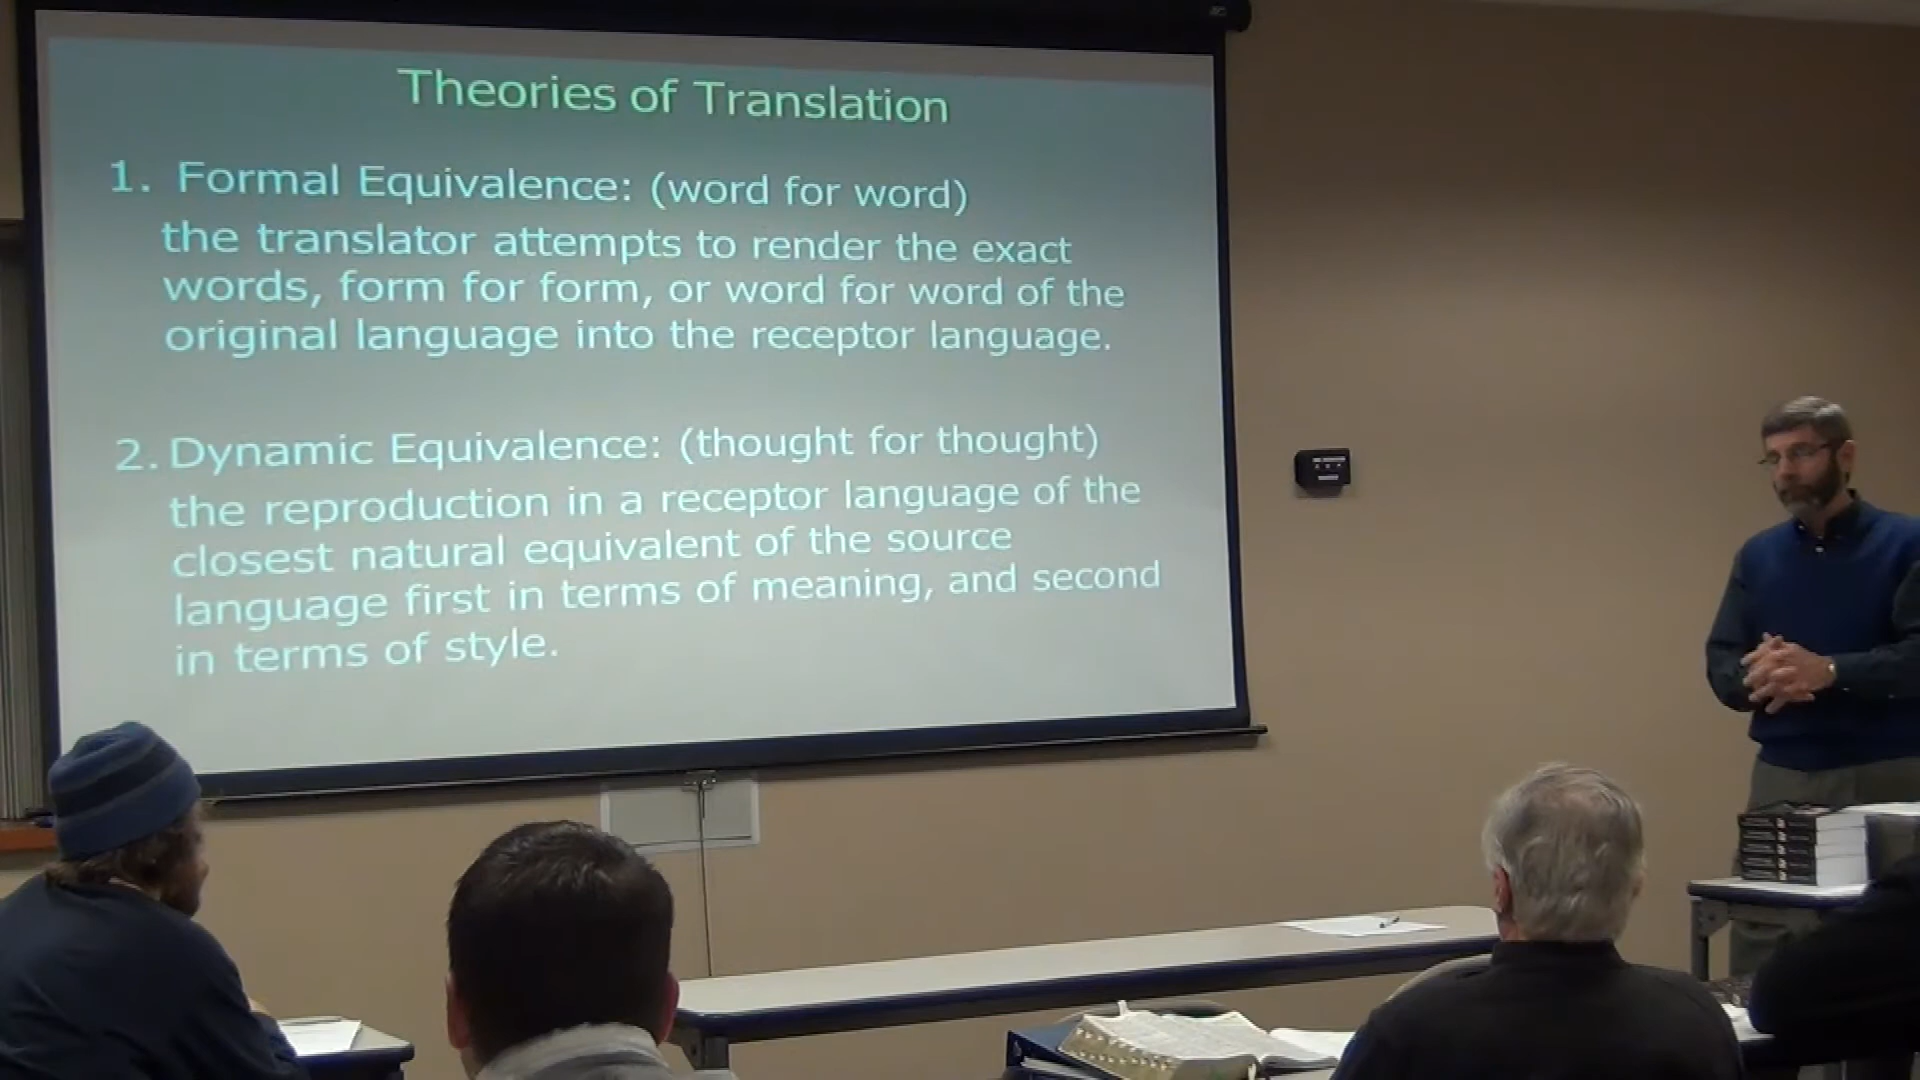 Theories of Translation
1. Formal Equivalence: (word for word)
the translator attempts to render the exact
words, form for form, or word for word of the
original language into the receptor language.
2. Dynamic Equivalence: (thought for thought)
the reproduction in a receptor language of the
closest natural equivalent of the source
language first in terms of meaning, and second
in terms of style.